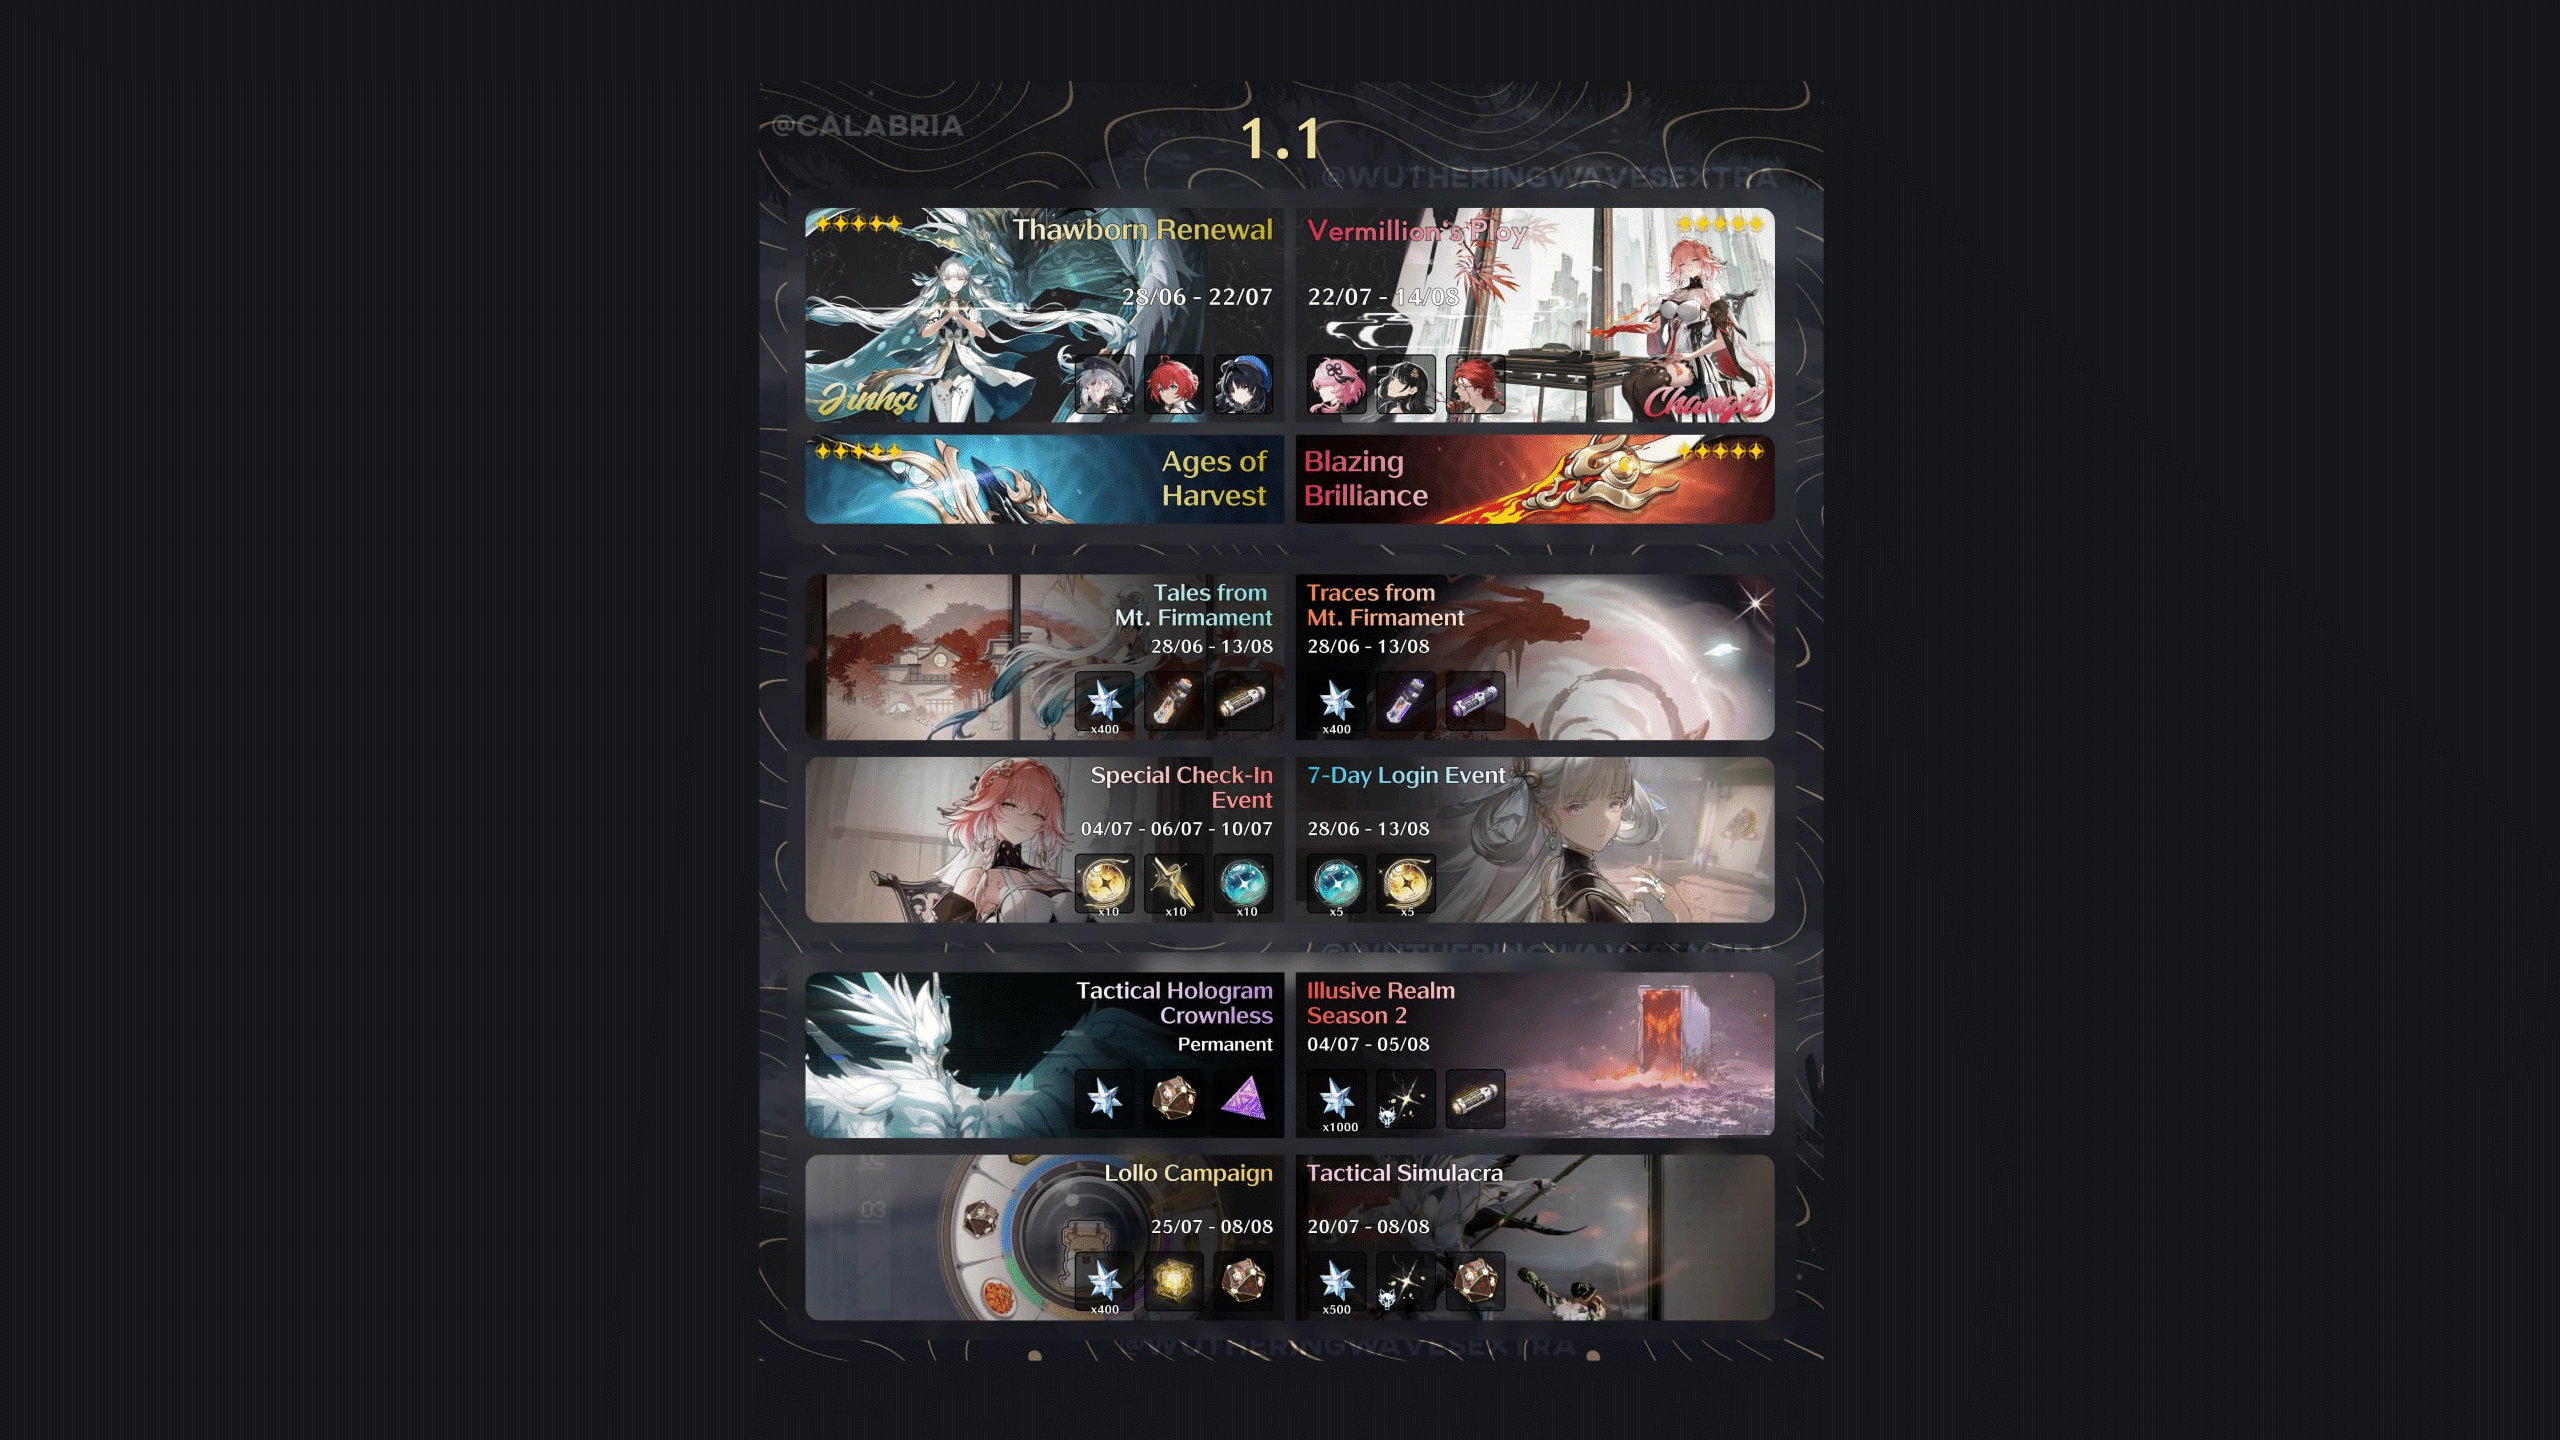 @CALABRIA
1.1
@WUTHERINGWAVESEXTRA
Thawborn Renewal
28/06 - 22/07
Jinhsi
Vermillion's Ploy
22/07 - 14/08
Changli
Ages of
Harvest
Blazing
Brilliance
Tales from
Mt. Firmament
28/06 - 13/08
x400
Traces from
Mt. Firmament
28/06 - 13/08
x400
Special Check-In
Event
04/07 - 06/07 - 10/07
x10
x10
x10
7-Day Login Event
28/06 - 13/08
x5
x5
@WUTHERINGWAVESEXTRA
Tactical Hologram
Crownless
Permanent
Illusive Realm
Season 2
04/07 - 05/08
x1000
02
03
Lollo Campaign
25/07 - 08/08
x400
Tactical Simulacra
20/07 - 08/08
x500
@WUTHERINGWAVESEXTRA